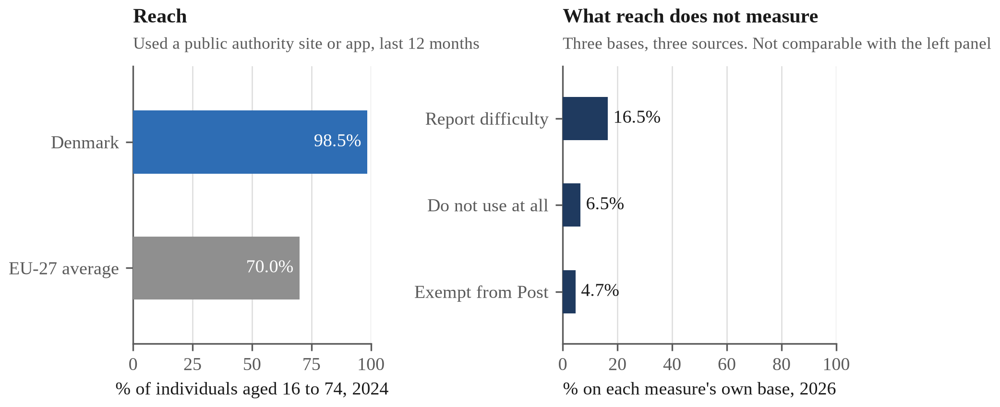 Reach
Used a public authority site or app, last 12 months
Denmark
98.5%
EU-27 average
70.0%
0 25 50 75 100
% of individuals aged 16 to 74, 2024
What reach does not measure
Three bases, three sources. Not comparable with the left panel
Report difficulty
16.5%
Do not use at all
6.5%
Exempt from Post
4.7%
0 20 40 60 80 100
% on each measure's own base, 2026